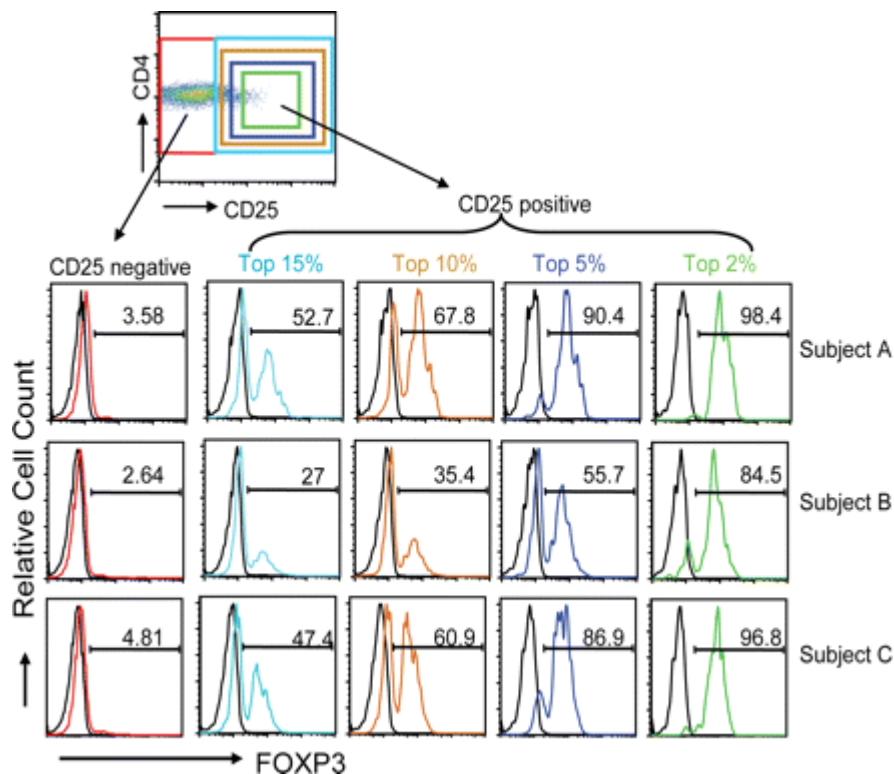 CD4
CD25
CD25 positive
CD25 negative
Top 15%
Top 10%
Top 5%
Top 2%
3.58
52.7
67.8
90.4
98.4
Subject A
2.64
27
35.4
55.7
84.5
Subject B
4.81
47.4
60.9
86.9
96.8
Subject C
Relative Cell Count
FOXP3